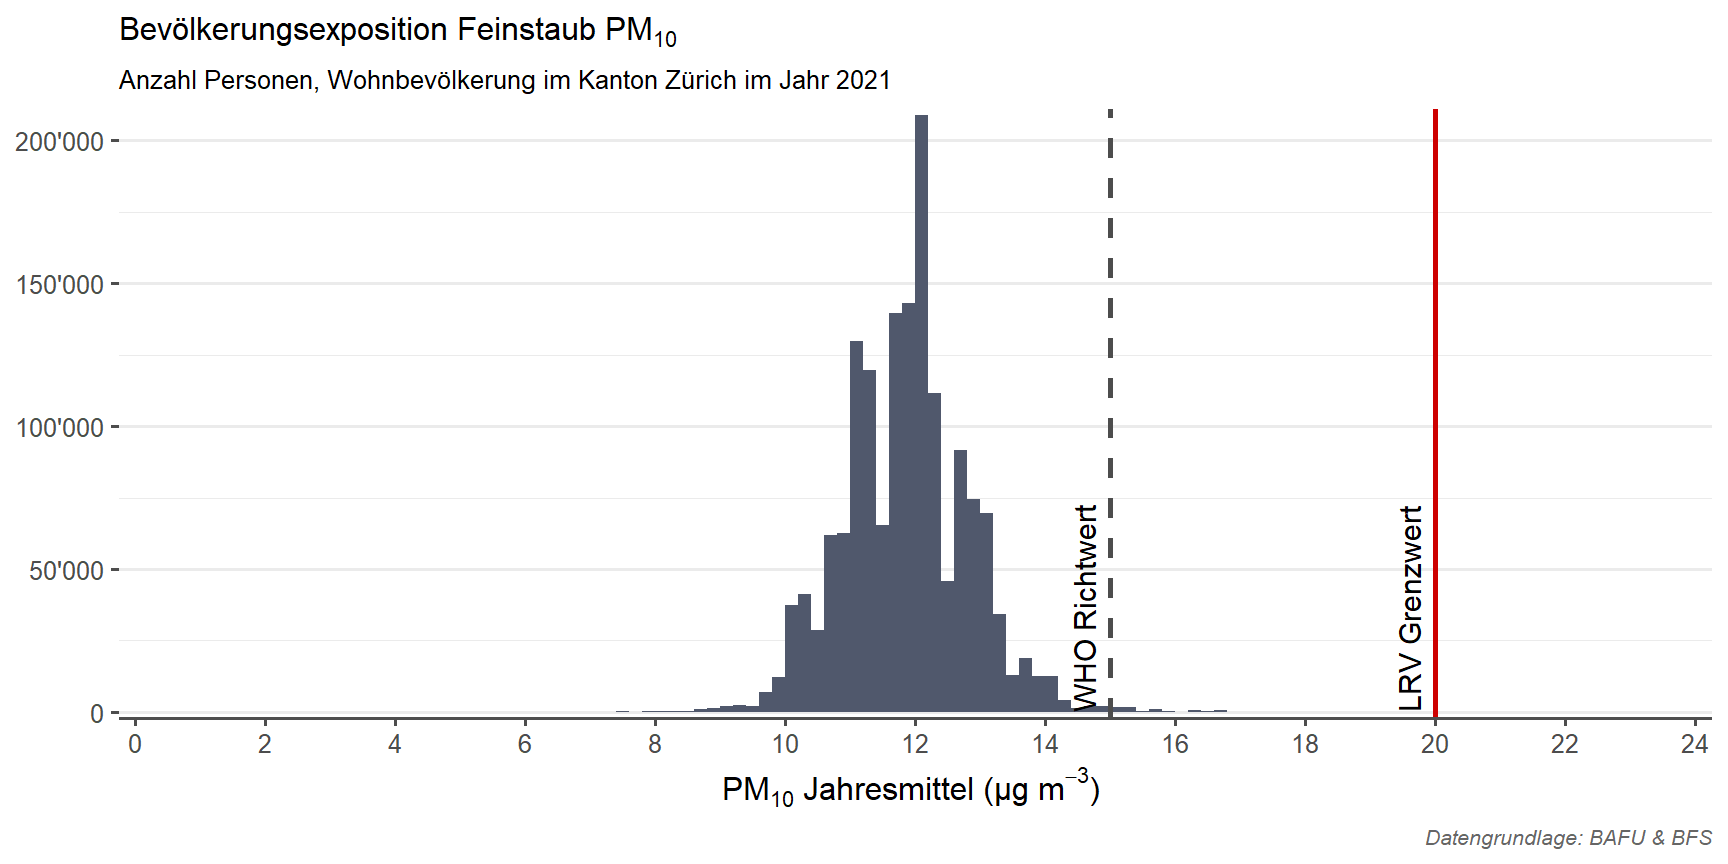 Bevölkerungsexposition Feinstaub PM₁₀
Anzahl Personen, Wohnbevölkerung im Kanton Zürich im Jahr 2021
200'000
150'000
100'000
50'000
0
WHO Richtwert
LRV Grenzwert
0 2 4 6 8 10 12 14 16 18 20 22 24
PM₁₀ Jahresmittel (µg m⁻³)
Datengrundlage: BAFU & BFS